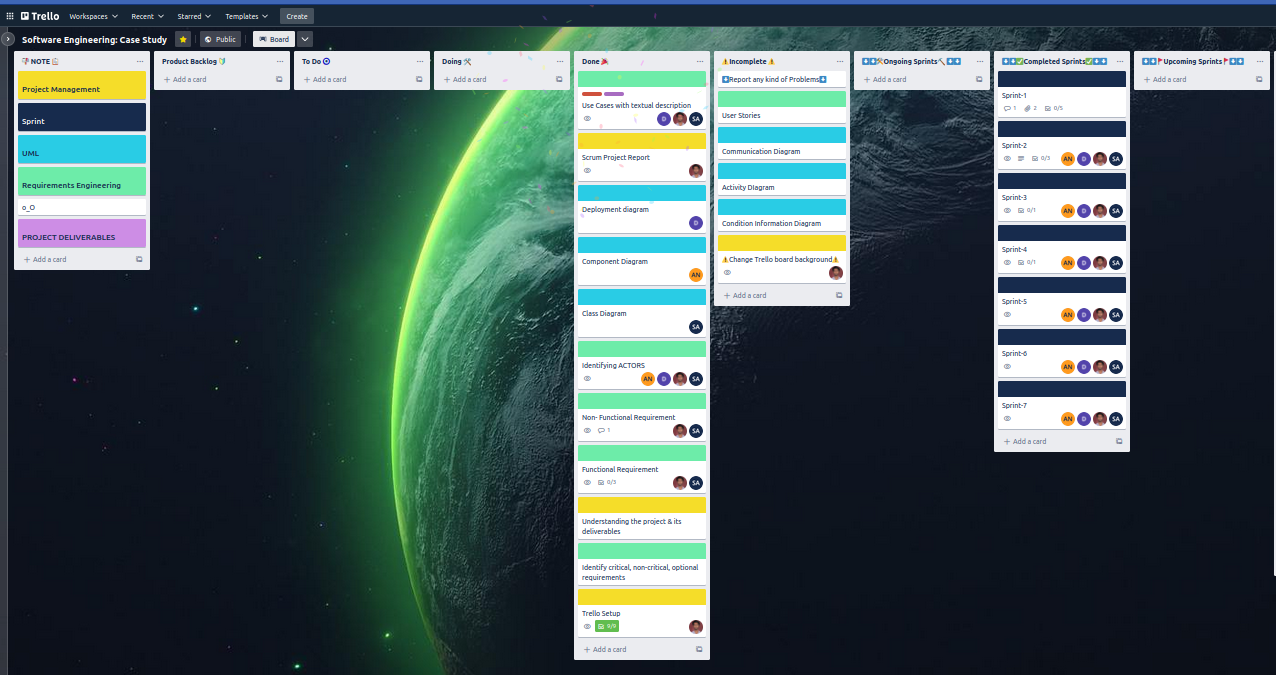 Trello Workspaces Recent Starred Templates Create
Software Engineering: Case Study Public Board
NOTE
Project Management
Sprint
UML
Requirements Engineering
o_O
PROJECT DELIVERABLES
+ Add a card
Product Backlog
+ Add a card
To Do
+ Add a card
Doing
+ Add a card
Done
Use Cases with textual description
D SA
Scrum Project Report
Deployment diagram
D
Component Diagram
AN
Class Diagram
SA
Identifying ACTORS
AN D SA
Non- Functional Requirement
1 SA
Functional Requirement
0/3 SA
Understanding the project & its
deliverables
Identify critical, non-critical, optional
requirements
Trello Setup
9/9
+ Add a card
Incomplete
Report any kind of Problems
User Stories
Communication Diagram
Activity Diagram
Condition Information Diagram
Change Trello board background
+ Add a card
Ongoing Sprints
+ Add a card
Completed Sprints
Sprint-1
1 2 0/5
Sprint-2
0/3 AN D SA
Sprint-3
0/1 AN D SA
Sprint-4
0/1 AN D SA
Sprint-5
AN D SA
Sprint-6
AN D SA
Sprint-7
AN D SA
+ Add a card
Upcoming Sprints
+ Add a card